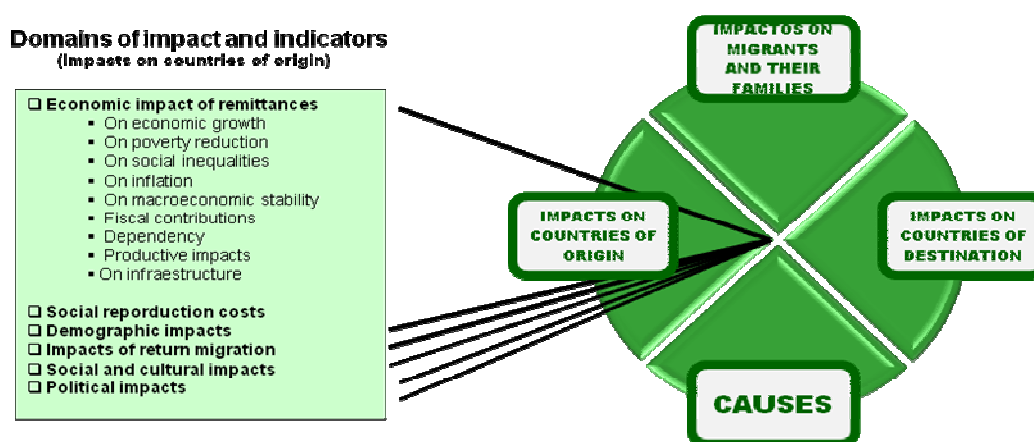 Domains of impact and indicators
(Impacts on countries of origin)
❑ Economic impact of remittances
▪ On economic growth
▪ On poverty reduction
▪ On social inequalities
▪ On inflation
▪ On macroeconomic stability
▪ Fiscal contributions
▪ Dependency
▪ Productive impacts
▪ On infraestructure
❑ Social reporduction costs
❑ Demographic impacts
❑ Impacts of return migration
❑ Social and cultural impacts
❑ Political impacts
IMPACTOS ON
MIGRANTS
AND THEIR
FAMILIES
IMPACTS ON
COUNTRIES OF
ORIGIN
IMPACTS ON
COUNTRIES OF
DESTINATION
CAUSES